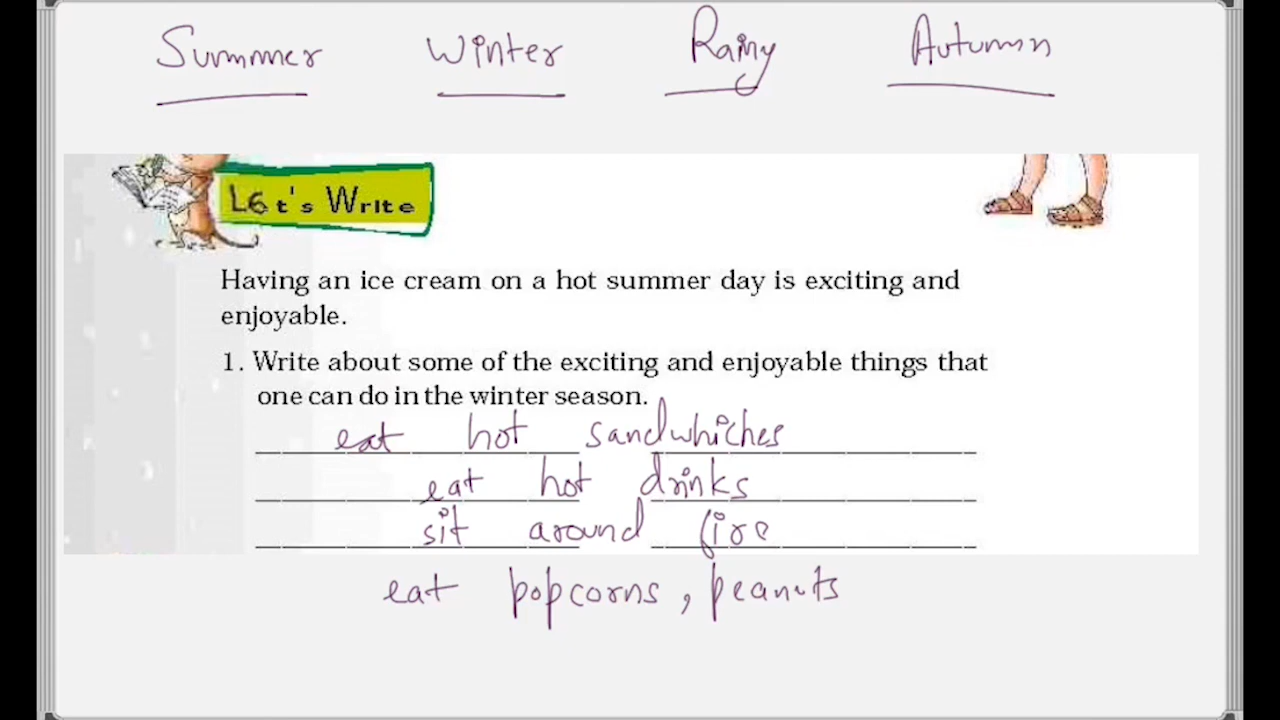 Summer Winter Rainy Autumn
Let's Write
Having an ice cream on a hot summer day is exciting and
enjoyable.
1. Write about some of the exciting and enjoyable things that
one can do in the winter season.
eat hot sandwhiches
eat hot drinks
sit around fire
eat popcorns, peanuts